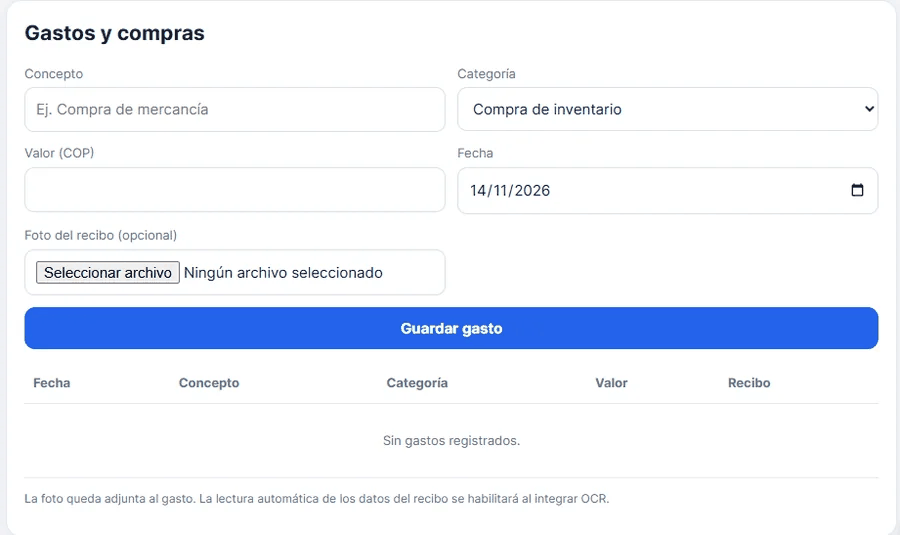 Gastos y compras
Concepto Categoría
Ej. Compra de mercancía Compra de inventario
Valor (COP) Fecha
14/11/2026
Foto del recibo (opcional)
Seleccionar archivo Ningún archivo seleccionado
Guardar gasto
Fecha Concepto Categoría Valor Recibo
Sin gastos registrados.
La foto queda adjunta al gasto. La lectura automática de los datos del recibo se habilitará al integrar OCR.